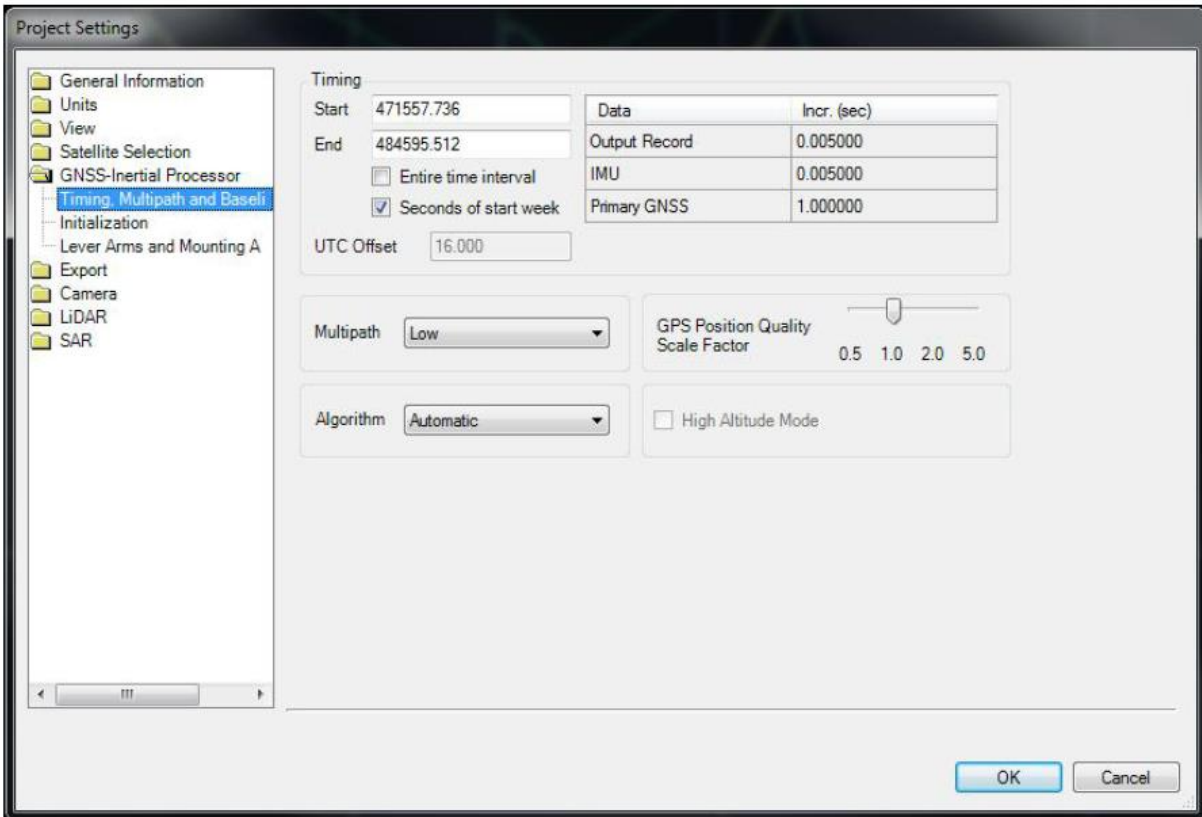 Project Settings
General Information
Units
View
Satellite Selection
GNSS-Inertial Processor
Timing, Multipath and Baseli
Initialization
Lever Arms and Mounting A
Export
Camera
LiDAR
SAR
Timing
Start 471557.736
End 484595.512
Entire time interval
Seconds of start week
UTC Offset 16.000
Data Incr. (sec)
Output Record 0.005000
IMU 0.005000
Primary GNSS 1.000000
Multipath Low
GPS Position Quality
Scale Factor
0.5 1.0 2.0 5.0
Algorithm Automatic
High Altitude Mode
OK Cancel